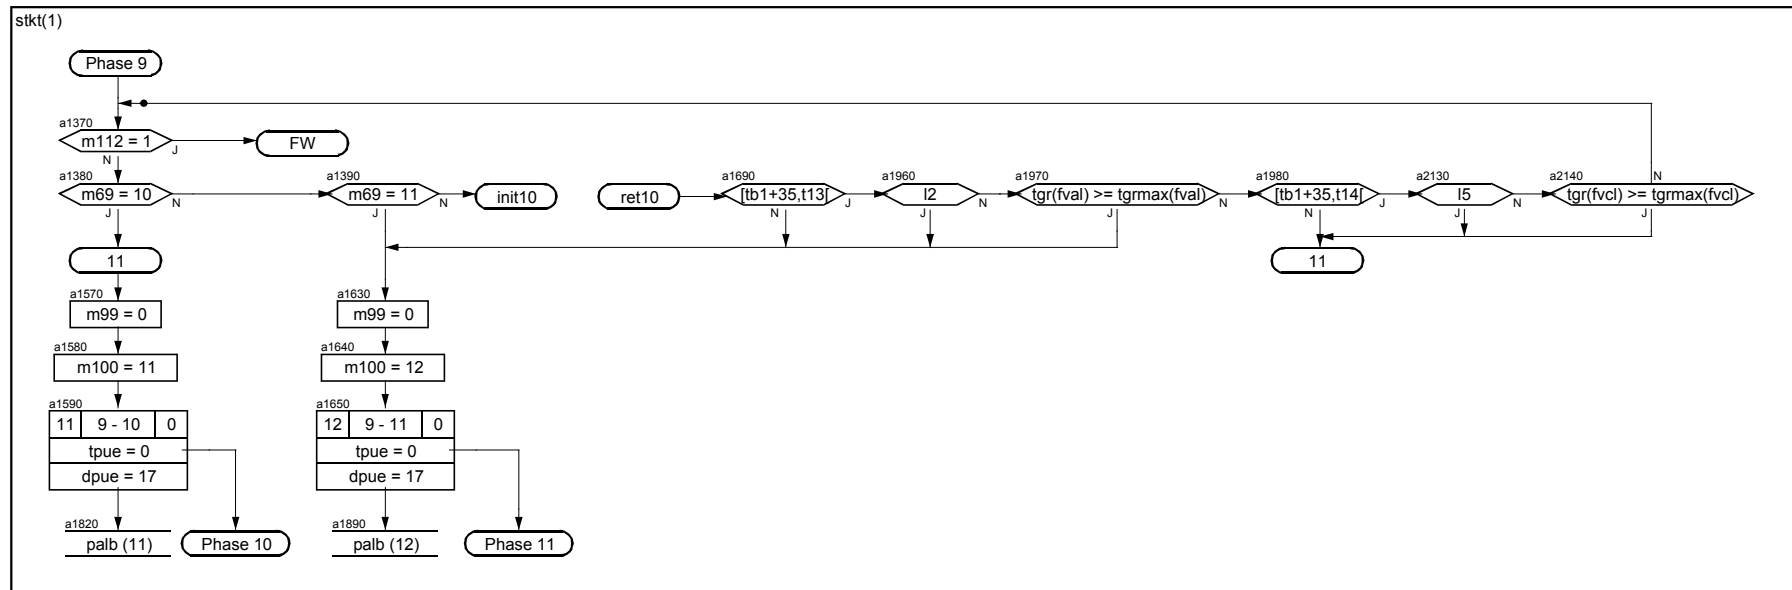 stkt(1)
Phase 9
a1370
m112 = 1
N
J
FW
a1380
m69 = 10
J
N
a1390
m69 = 11
J
N
init10
ret10
a1690
[tb1+35,t13[
N
J
a1960
l2
J
N
a1970
tgr(fval) >= tgrmax(fval)
J
N
a1980
[tb1+35,t14[
N
J
a2130
l5
J
N
a2140
N
tgr(fvcl) >= tgrmax(fvcl)
J
11
11
a1570
m99 = 0
a1630
m99 = 0
a1580
m100 = 11
a1640
m100 = 12
a1590
11 9 - 10 0
tpue = 0
dpue = 17
a1650
12 9 - 11 0
tpue = 0
dpue = 17
a1820
palb (11)
Phase 10
a1890
palb (12)
Phase 11